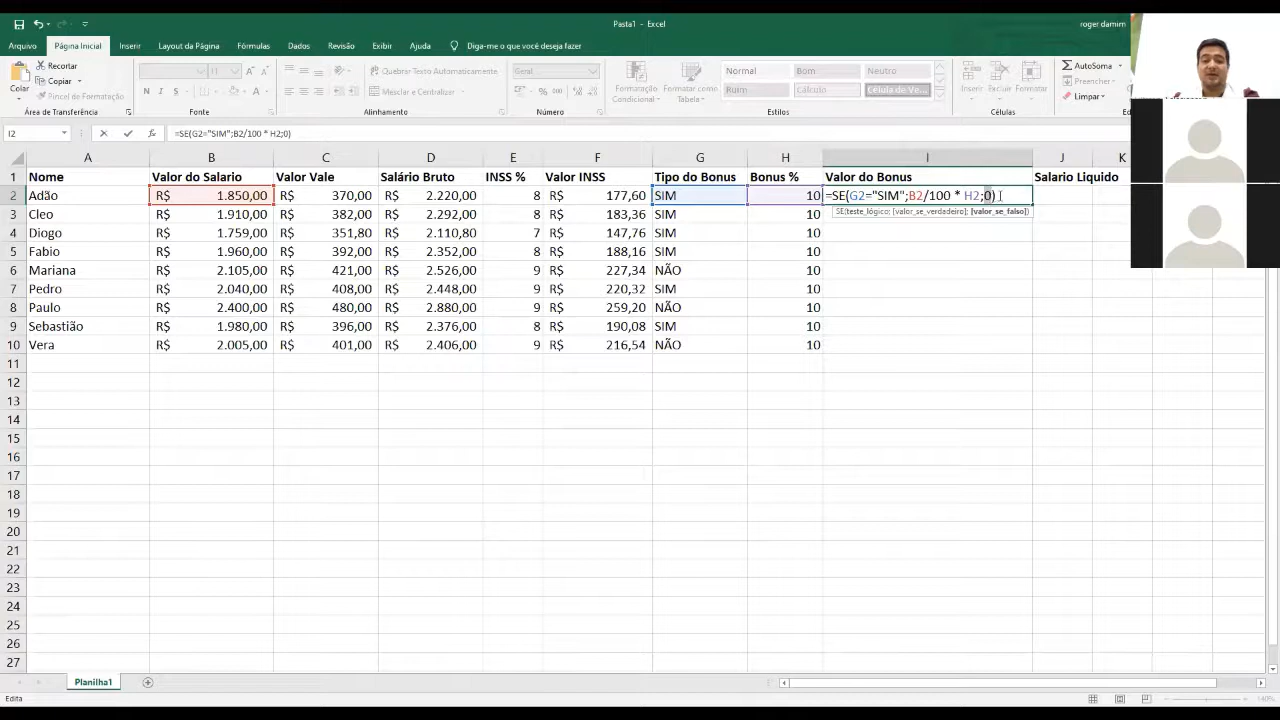 Pasta1 - Excel
roger damim
Arquivo Página Inicial Inserir Layout da Página Fórmulas Dados Revisão Exibir Ajuda Diga-me o que você deseja fazer
Colar
Recortar
Copiar
Pincel de Formatação
Área de Transferência
11
N I S
Fonte
Quebrar Texto Automaticamente
Mesclar e Centralizar
Alinhamento
Geral
Número
Formatação Condicional
Formatar como Tabela
Normal Bom Neutro
Ruim Cálculo Célula de Ve...
Estilos
Inserir Excluir Formatar
Células
AutoSoma
Preencher
Limpar
I2 =SE(G2="SIM";B2/100 * H2;0)
A B C D E F G H I J K
1 Nome Valor do Salario Valor Vale Salário Bruto INSS % Valor INSS Tipo do Bonus Bonus % Valor do Bonus Salario Liquido
2 Adão R$ 1.850,00 R$ 370,00 R$ 2.220,00 8 R$ 177,60 SIM 10 =SE(G2="SIM";B2/100 * H2;0)
SE(teste_lógico; [valor_se_verdadeiro]; [valor_se_falso])
3 Cleo R$ 1.910,00 R$ 382,00 R$ 2.292,00 8 R$ 183,36 SIM 10
4 Diogo R$ 1.759,00 R$ 351,80 R$ 2.110,80 7 R$ 147,76 SIM 10
5 Fabio R$ 1.960,00 R$ 392,00 R$ 2.352,00 8 R$ 188,16 SIM 10
6 Mariana R$ 2.105,00 R$ 421,00 R$ 2.526,00 9 R$ 227,34 NÃO 10
7 Pedro R$ 2.040,00 R$ 408,00 R$ 2.448,00 9 R$ 220,32 SIM 10
8 Paulo R$ 2.400,00 R$ 480,00 R$ 2.880,00 9 R$ 259,20 NÃO 10
9 Sebastião R$ 1.980,00 R$ 396,00 R$ 2.376,00 8 R$ 190,08 SIM 10
10 Vera R$ 2.005,00 R$ 401,00 R$ 2.406,00 9 R$ 216,54 NÃO 10
11
12
13
14
15
16
17
18
19
20
21
22
23
24
25
26
27
Planilha1
Edita
140%